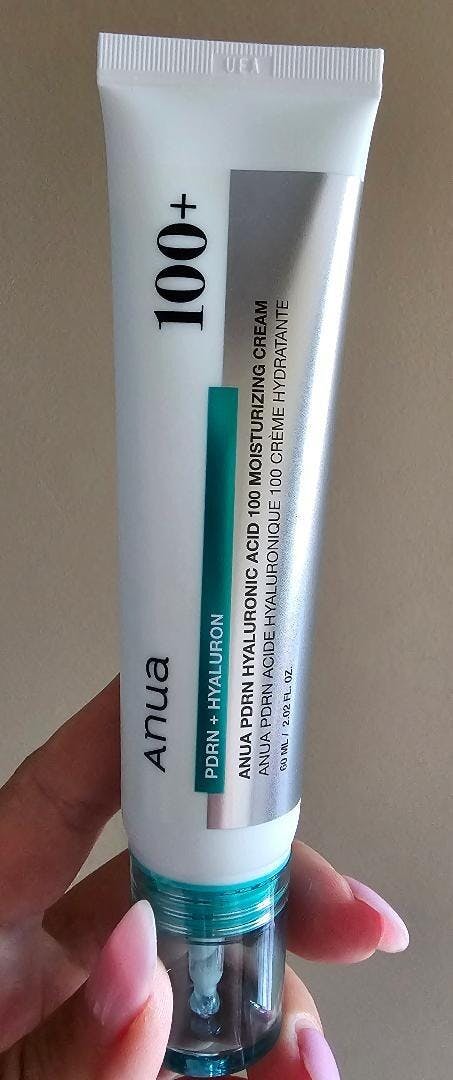 100+
Anua
PDRN + HYALURON
ANUA PDRN HYALURONIC ACID 100 MOISTURIZING CREAM
ANUA PDRN ACIDE HYALURONIQUE 100 CRÈME HYDRATANTE
60 ML / 2.02 FL. OZ.